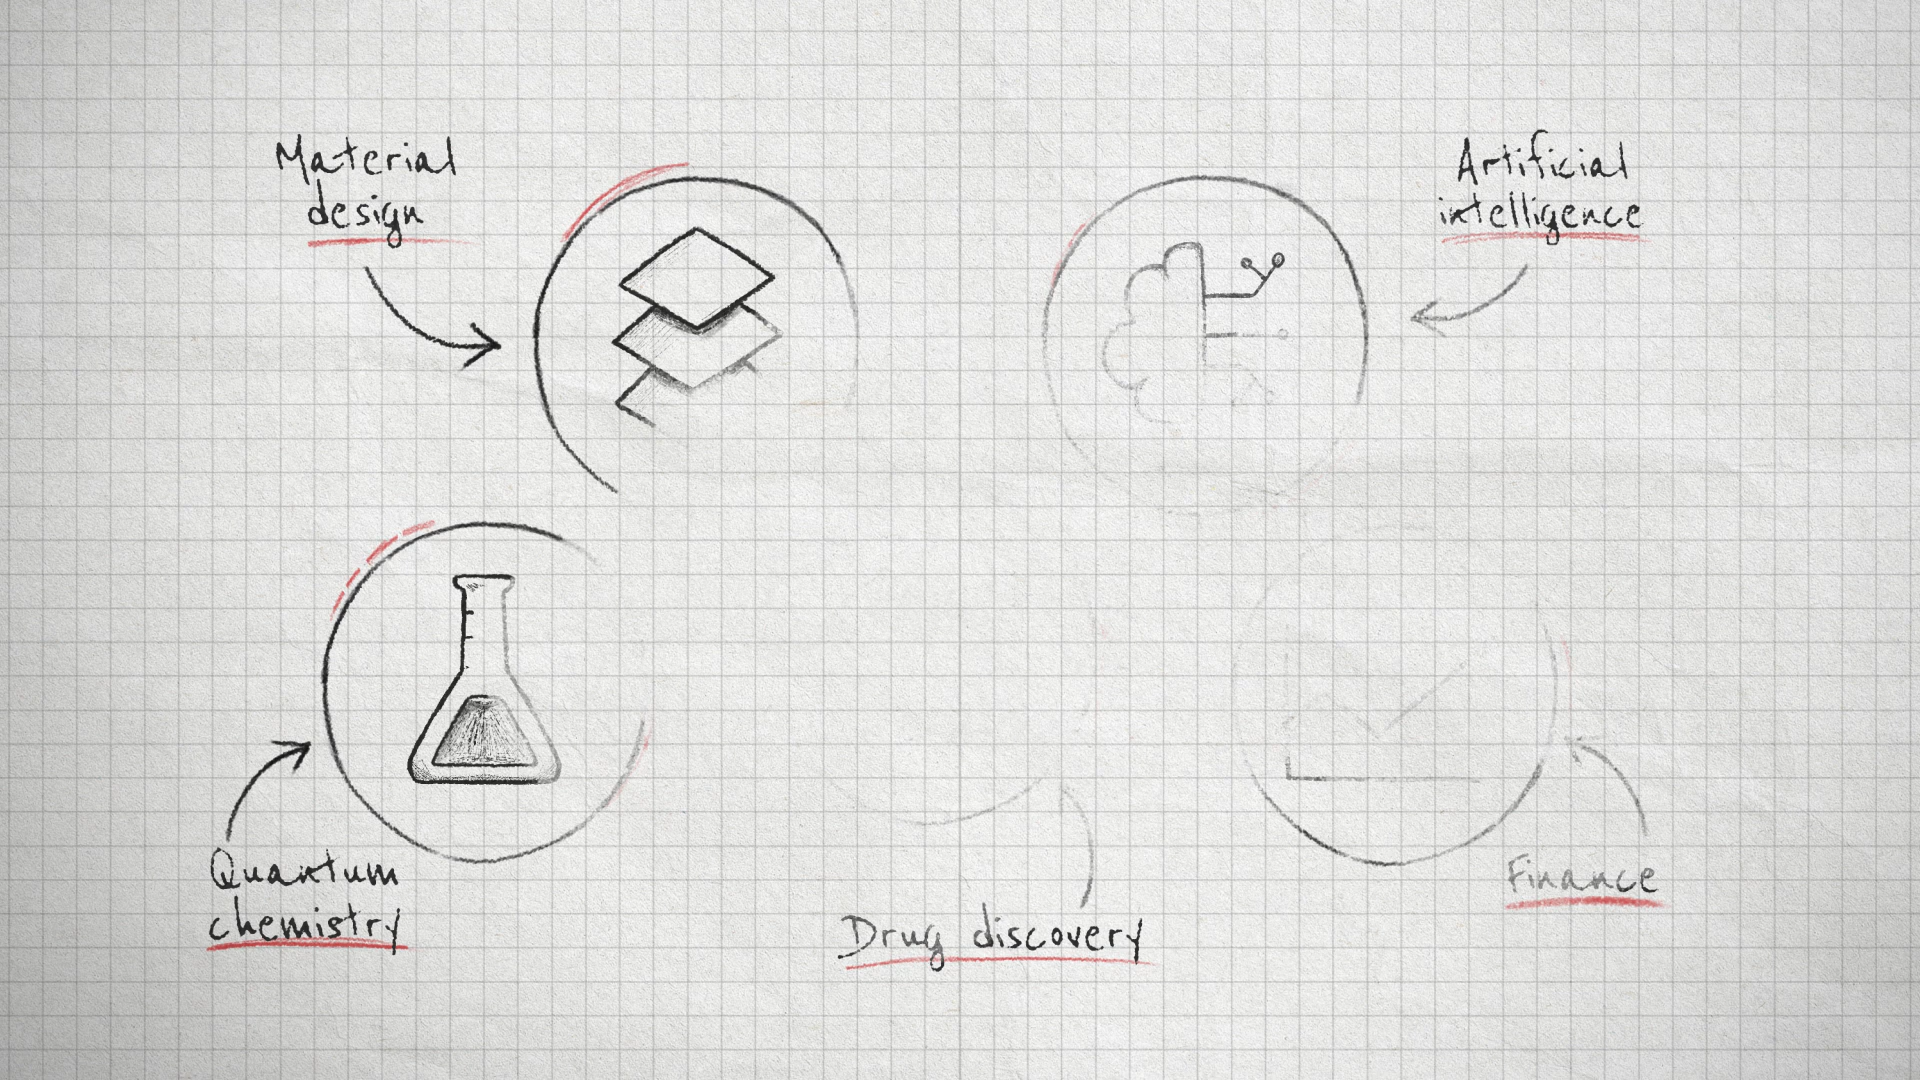 Material
design
Artificial
intelligence
Quantum
chemistry
Drug discovery
Finance